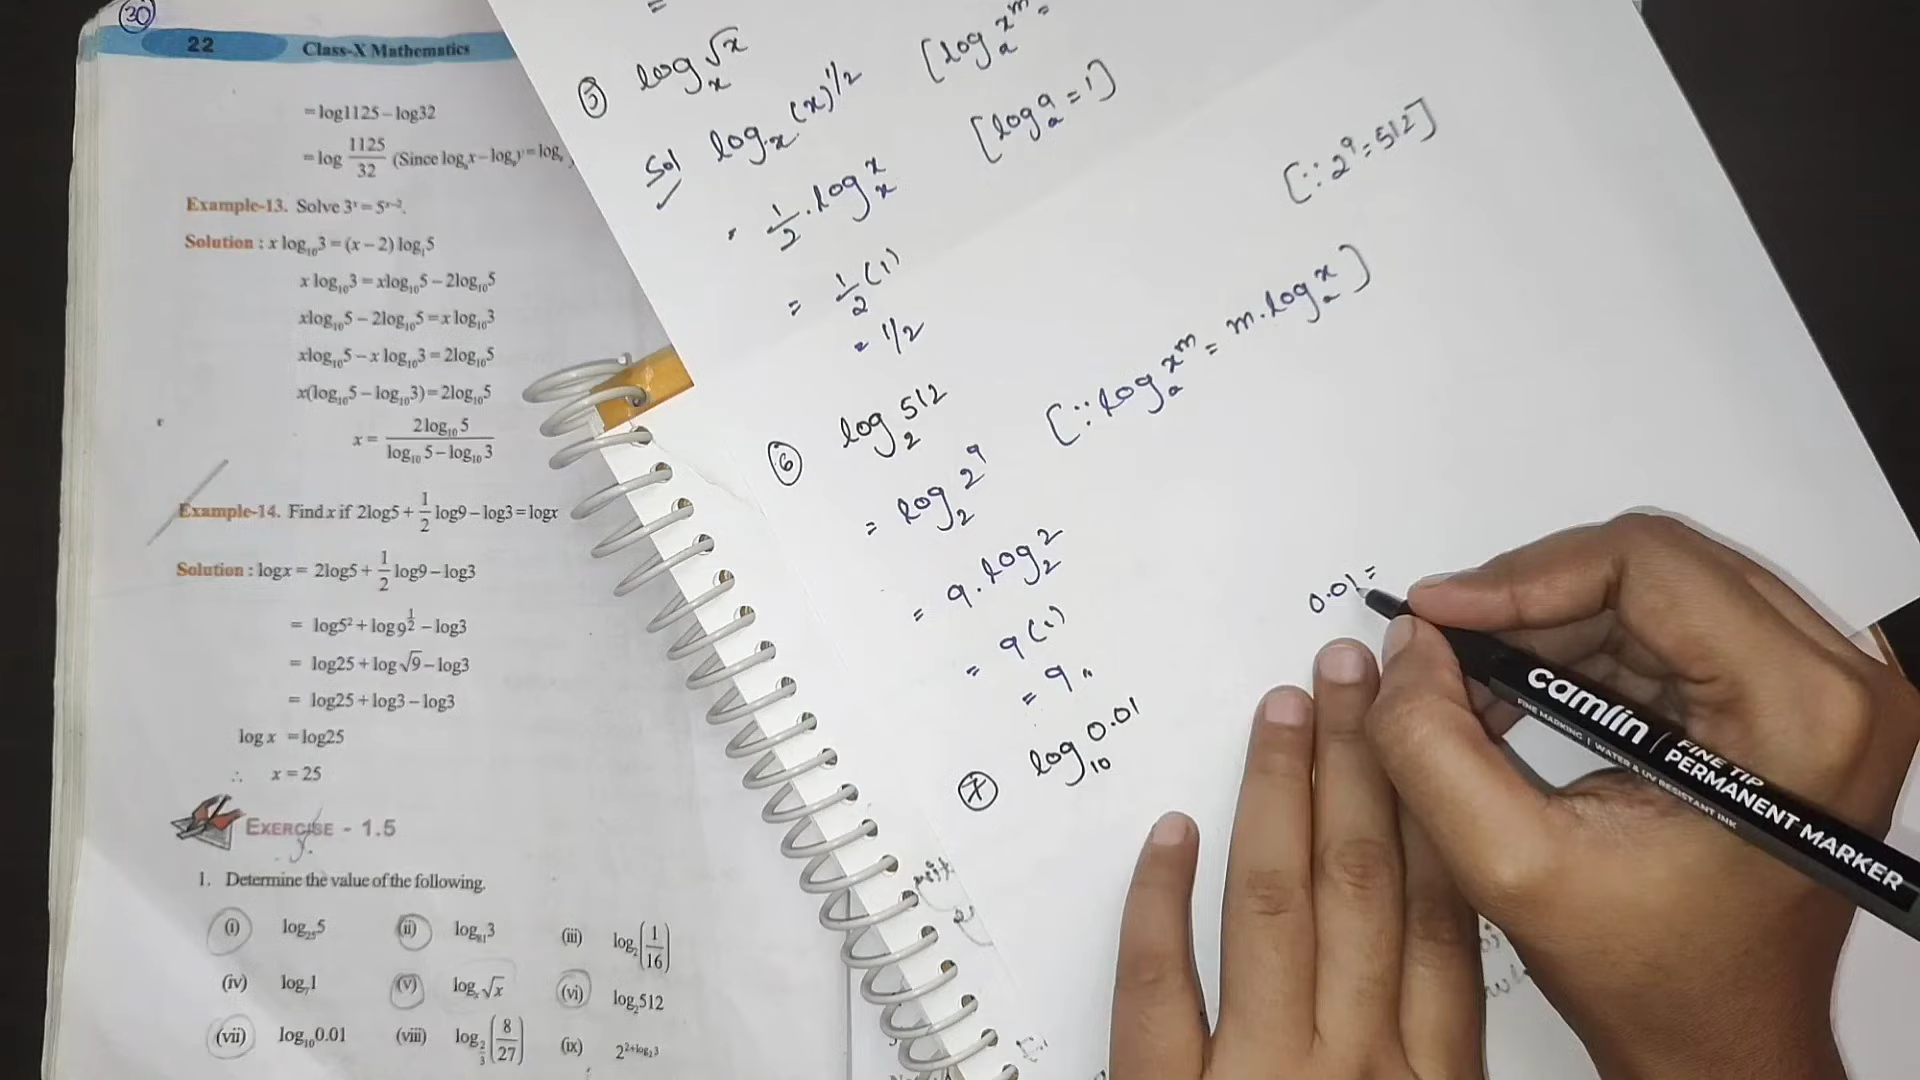 30
22 Class-X Mathematics
= log1125 – log32
= log 1125/32 (Since logₐx – logₐy = logₐ
Example-13. Solve 3ˣ = 5ˣ⁻².
Solution : x log₁₀3 = (x – 2) log₁5
x log₁₀3 = xlog₁₀5 – 2log₁₀5
xlog₁₀5 – 2log₁₀5 = x log₁₀3
xlog₁₀5 – x log₁₀3 = 2log₁₀5
x(log₁₀5 – log₁₀3) = 2log₁₀5
x = 2log₁₀5 / (log₁₀5 – log₁₀3)
Example-14. Find x if 2log5 + 1/2 log9 – log3 = logx
Solution : logx = 2log5 + 1/2 log9 – log3
= log5² + log9^(1/2) – log3
= log25 + log √9 – log3
= log25 + log3 – log3
log x = log25
∴ x = 25
EXERCISE - 1.5
1. Determine the value of the following.
(i) log₂₅5 (ii) log₈₁3 (iii) log₂(1/16)
(iv) log₇1 (v) logₓ√x (vi) log₂512
(vii) log₁₀0.01 (viii) log_(2/3)(8/27) (ix) 2^(2+log₂3)
=
5 logₓ√x
Sol logₓ(x)^1/2 [logₐxᵐ =
= 1/2 . logₓx [logₐa = 1]
= 1/2 (1)
= 1/2
6 log₂512 [∵ 2⁹ = 512]
= log₂2⁹ [∵ logₐxᵐ = m . logₐx]
= 9 . log₂2
= 9 (1)
= 9 "
7 log₁₀0.01
0.01 =
camlin FINE TIP PERMANENT MARKER
FINE MARKING | WATER & UV RESISTANT INK